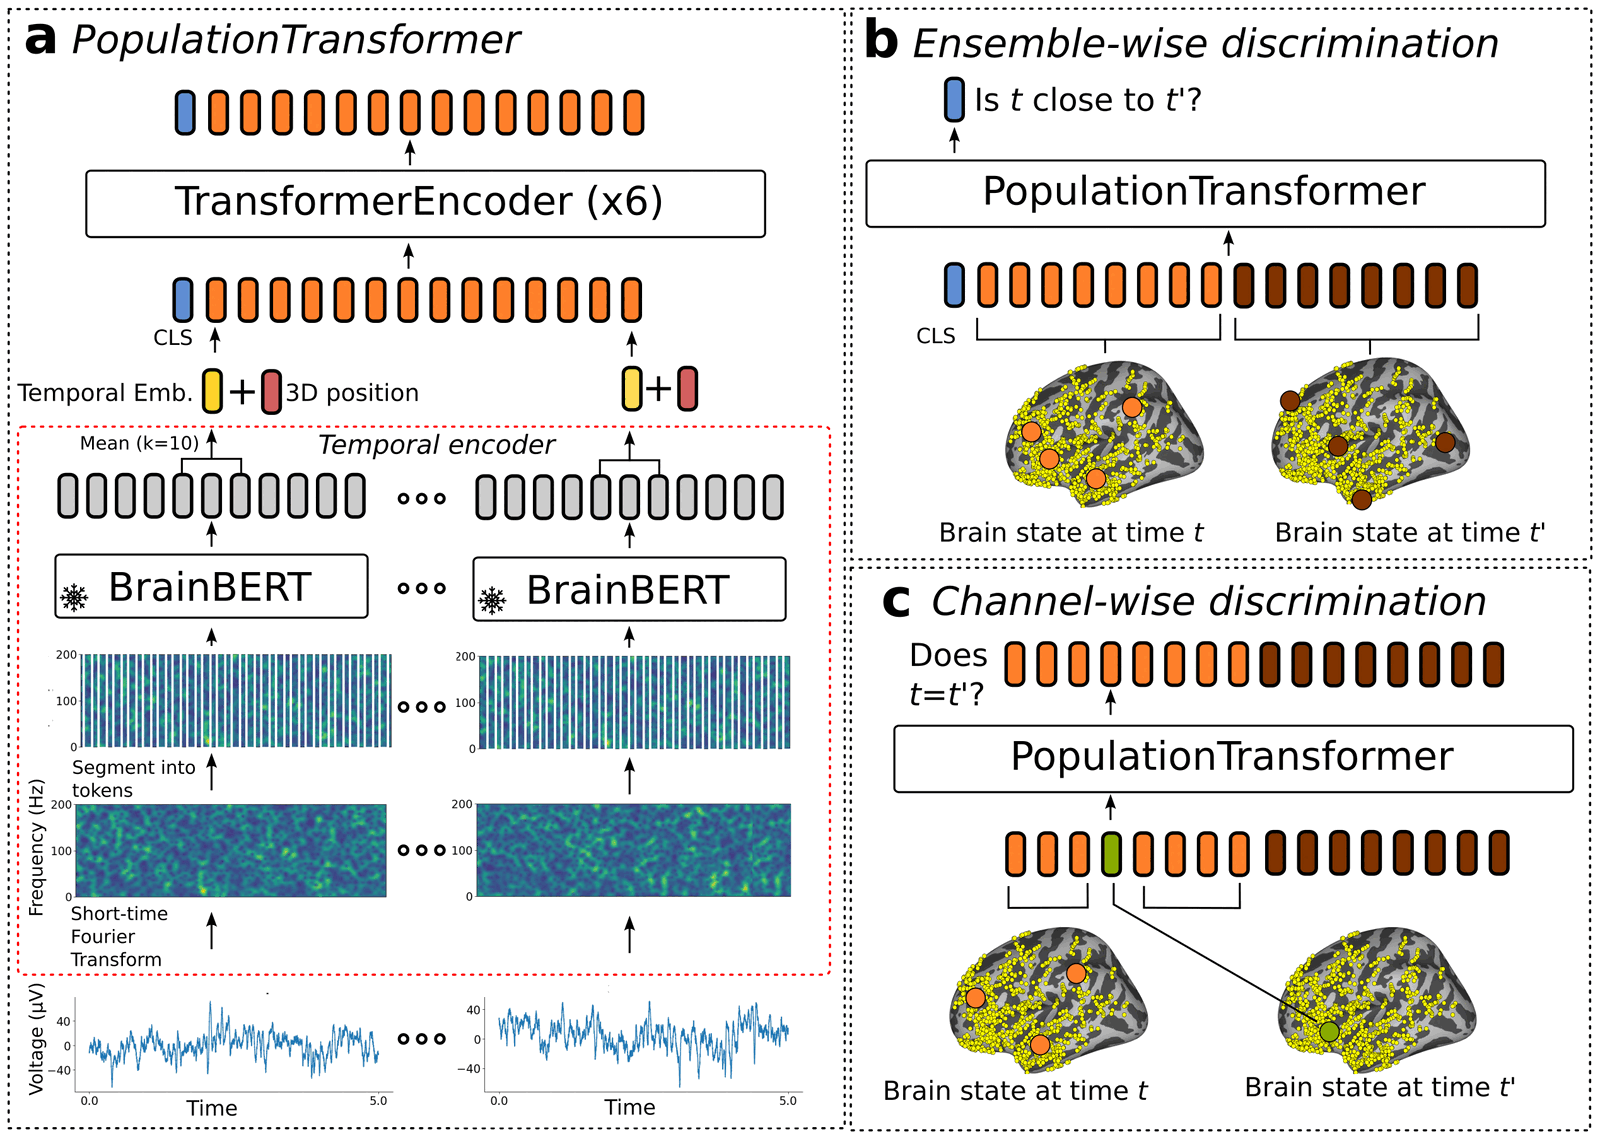 a PopulationTransformer
TransformerEncoder (x6)
CLS
Temporal Emb. + 3D position
+
Mean (k=10)
Temporal encoder
BrainBERT
BrainBERT
200
100
0
200
100
0
Segment into
tokens
Frequency (Hz)
200
100
0
200
100
0
Short-time
Fourier
Transform
Voltage (μV)
40
0
−40
0.0
5.0
Time
40
0
−40
0.0
5.0
Time
b Ensemble-wise discrimination
Is t close to t'?
PopulationTransformer
CLS
Brain state at time t
Brain state at time t'
c Channel-wise discrimination
Does
t=t'?
PopulationTransformer
Brain state at time t
Brain state at time t'